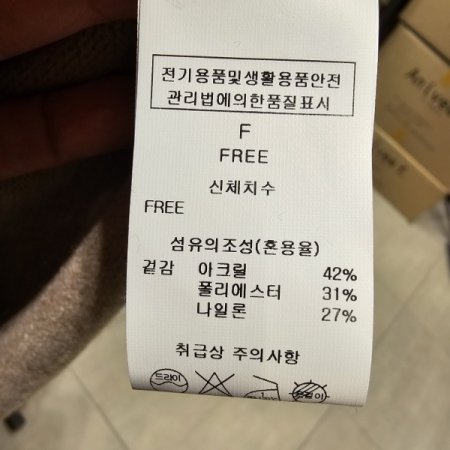 전기용품및생활용품안전
관리법에의한품질표시
F
FREE
신체치수
FREE
섬유의조성(혼용율)
겉감 아크릴 42%
폴리에스터 31%
나일론 27%
취급상 주의사항
드라이